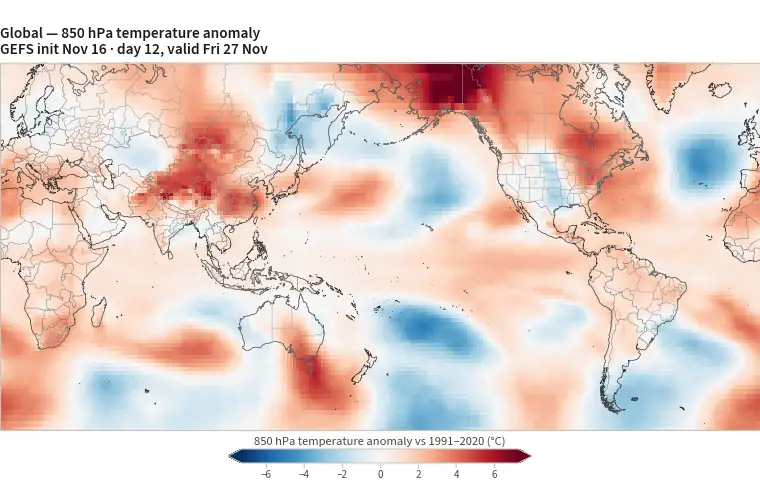 Global — 850 hPa temperature anomaly
GEFS init Nov 16 · day 12, valid Fri 27 Nov
850 hPa temperature anomaly vs 1991–2020 (°C)
−6 −4 −2 0 2 4 6